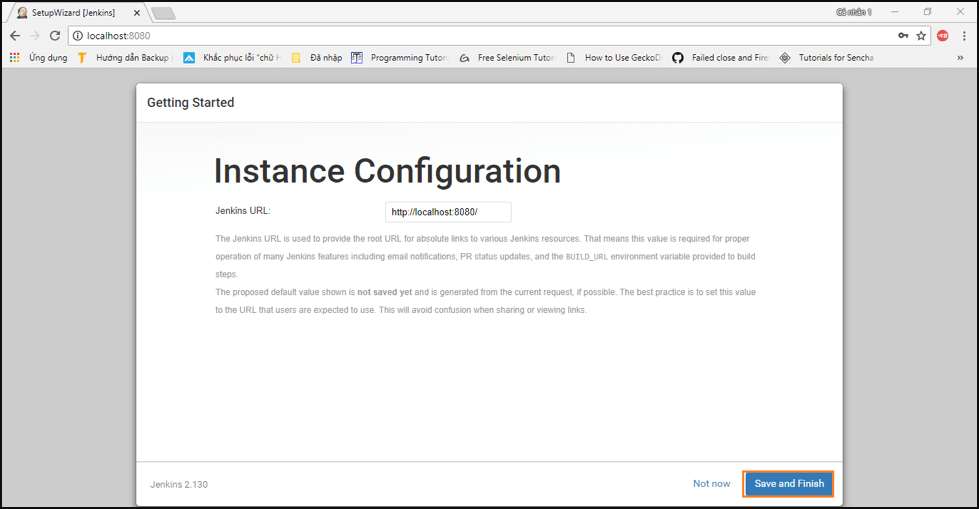 SetupWizard [Jenkins]
Cá nhân 1
localhost:8080
Ứng dụng Hướng dẫn Backup Khắc phục lỗi "chữ H Đã nhập Programming Tutor Free Selenium Tutor How to Use GeckoD Failed close and Firef Tutorials for Sencha »
Getting Started
Instance Configuration
Jenkins URL: http://localhost:8080/
The Jenkins URL is used to provide the root URL for absolute links to various Jenkins resources. That means this value is required for proper
operation of many Jenkins features including email notifications, PR status updates, and the BUILD_URL environment variable provided to build
steps.
The proposed default value shown is not saved yet and is generated from the current request, if possible. The best practice is to set this value
to the URL that users are expected to use. This will avoid confusion when sharing or viewing links.
Jenkins 2.130
Not now Save and Finish